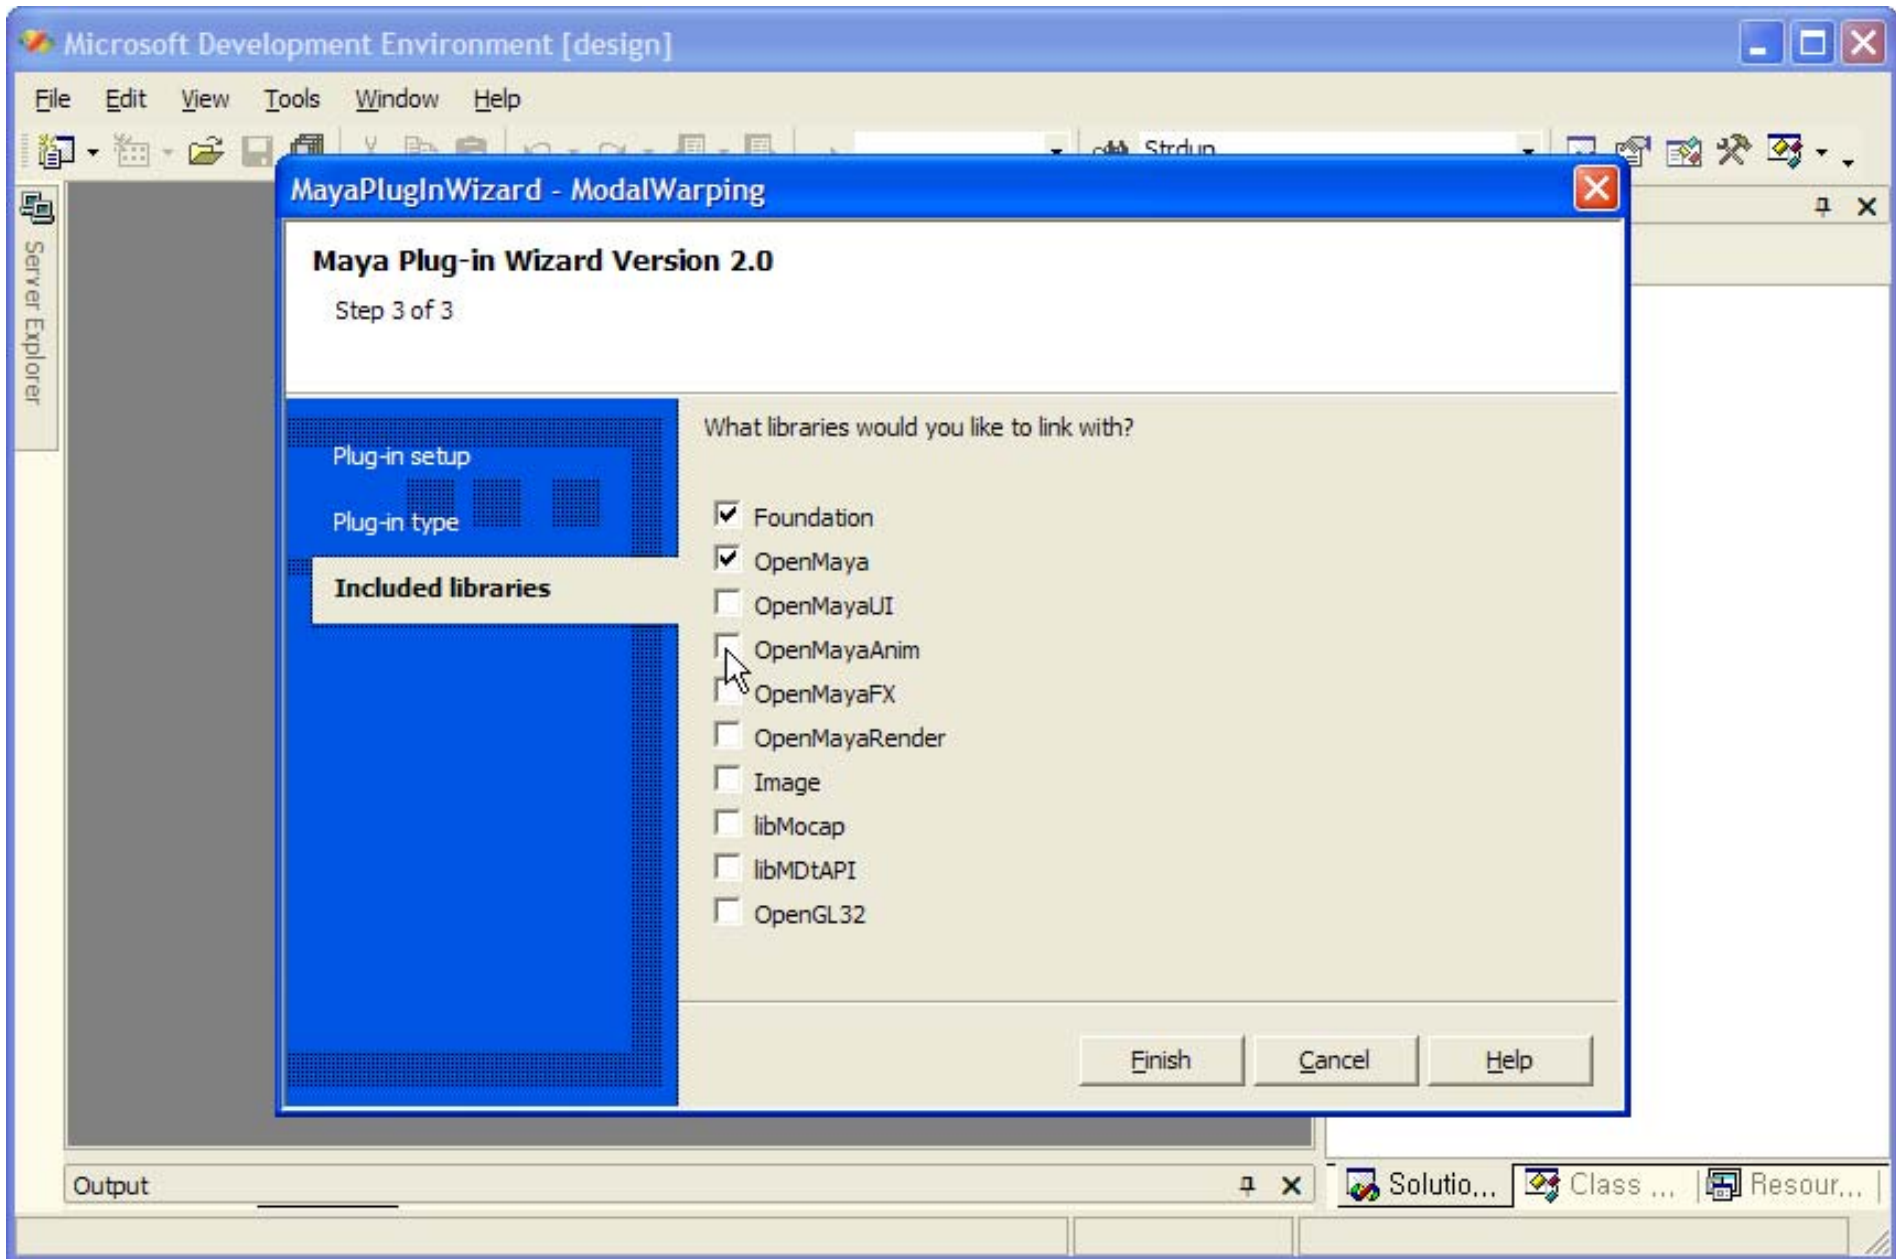 Microsoft Development Environment [design]
File Edit View Tools Window Help
Strdup
Server Explorer
MayaPlugInWizard - ModalWarping
Maya Plug-in Wizard Version 2.0
Step 3 of 3
Plug-in setup
Plug-in type
Included libraries
What libraries would you like to link with?
Foundation
OpenMaya
OpenMayaUI
OpenMayaAnim
OpenMayaFX
OpenMayaRender
Image
libMocap
libMDtAPI
OpenGL32
Finish Cancel Help
Output
Solutio... Class ... Resour...